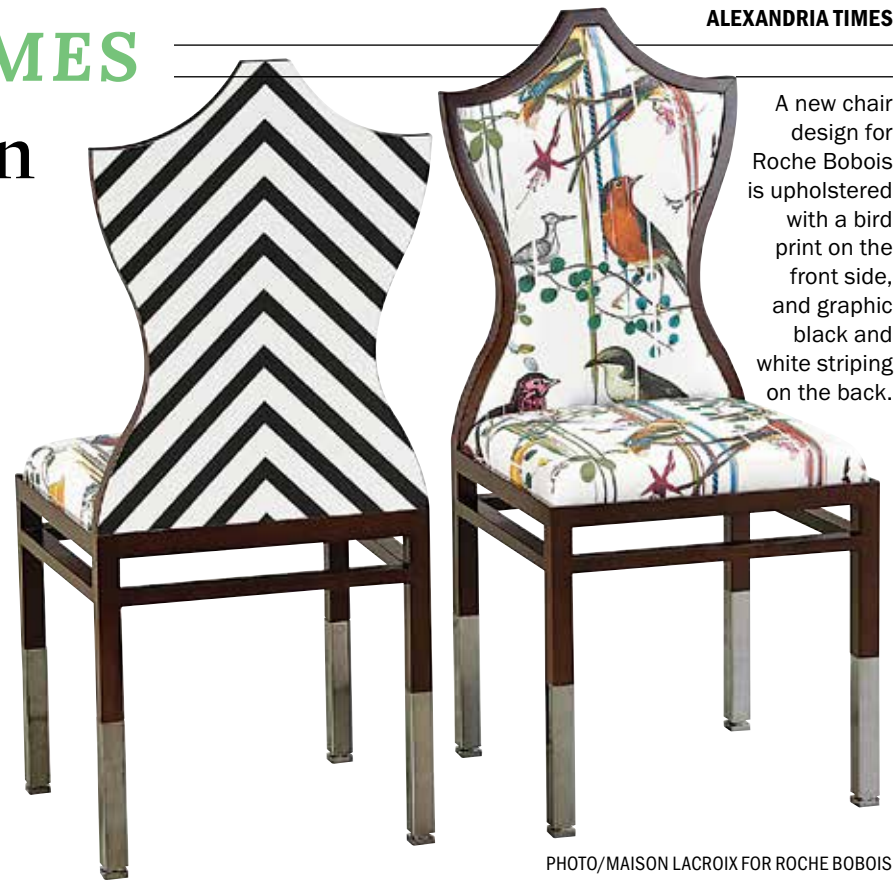 ALEXANDRIA TIMES
MES
n
A new chair
design for
Roche Bobois
is upholstered
with a bird
print on the
front side,
and graphic
black and
white striping
on the back.
PHOTO/MAISON LACROIX FOR ROCHE BOBOIS